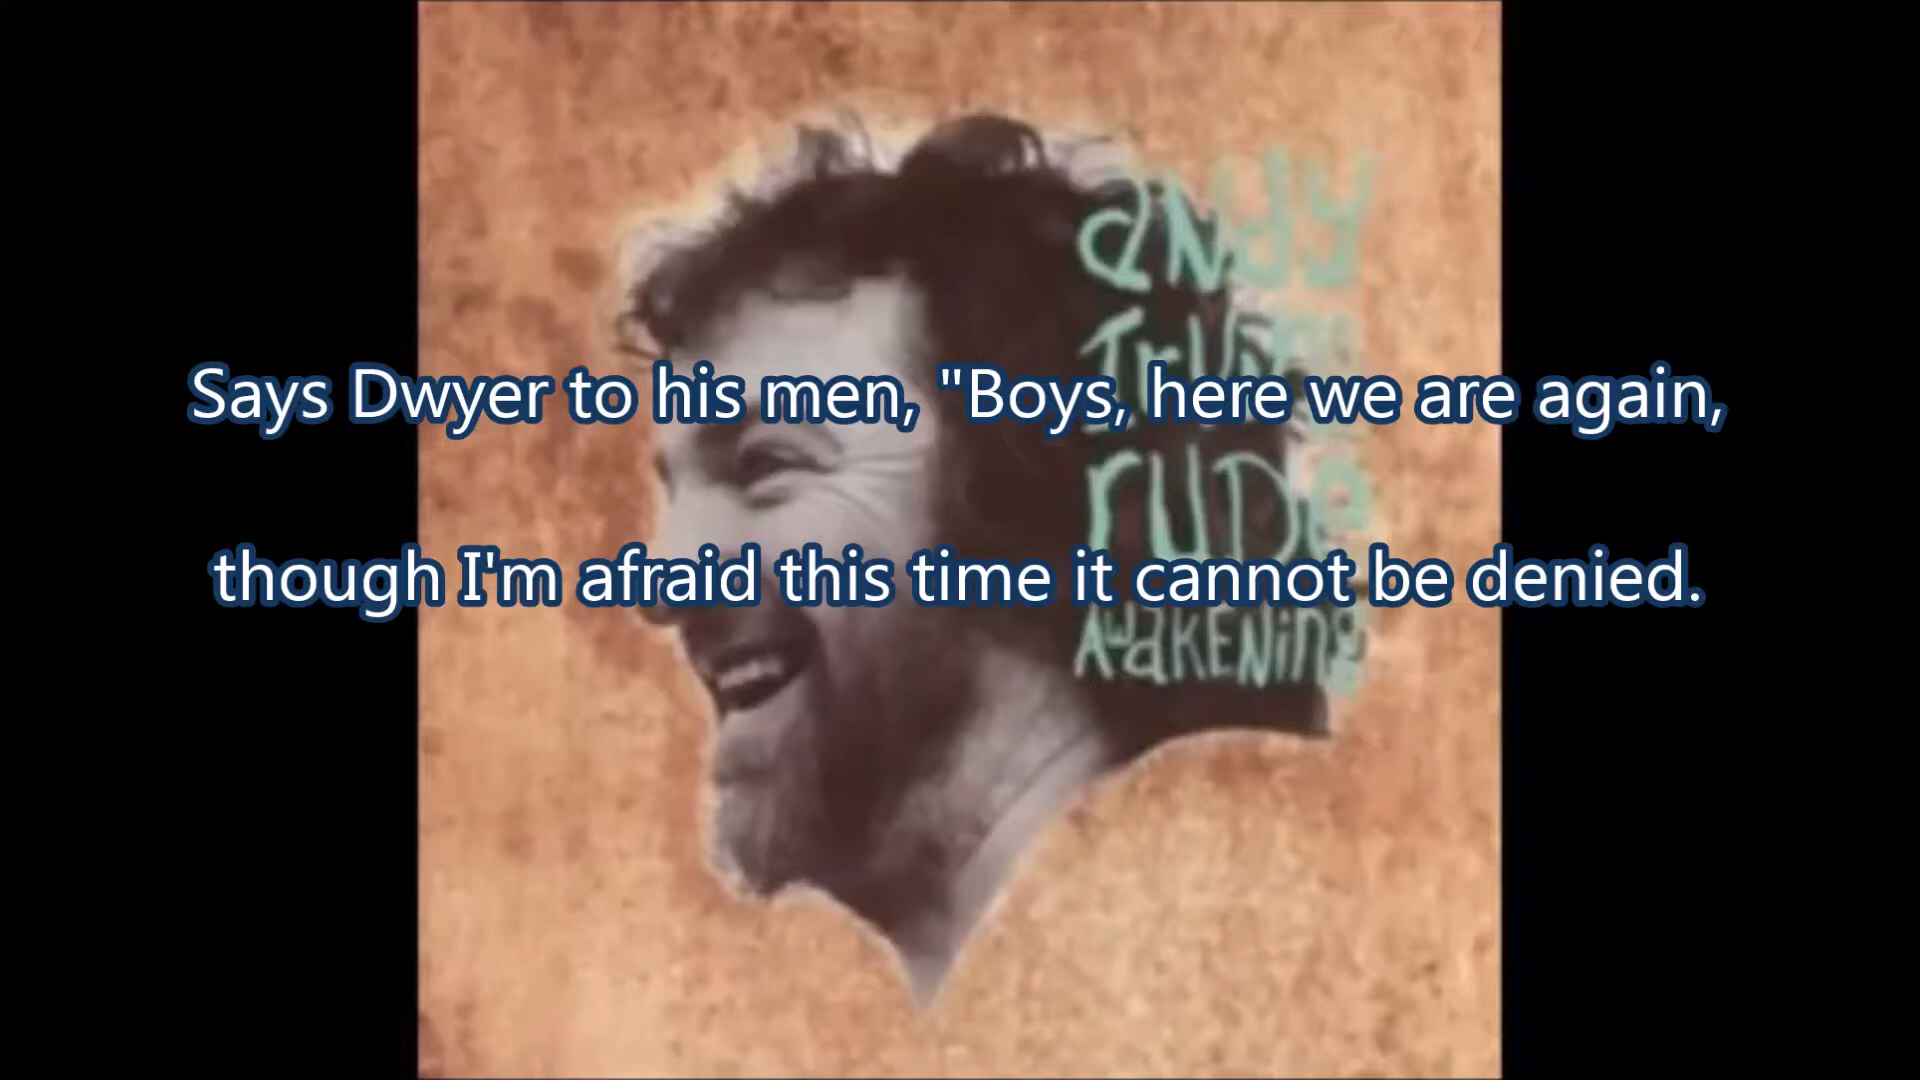 andy
Says Dwyer to his men, "Boys, here we are again,
rude
though I'm afraid this time it cannot be denied.
Awakening